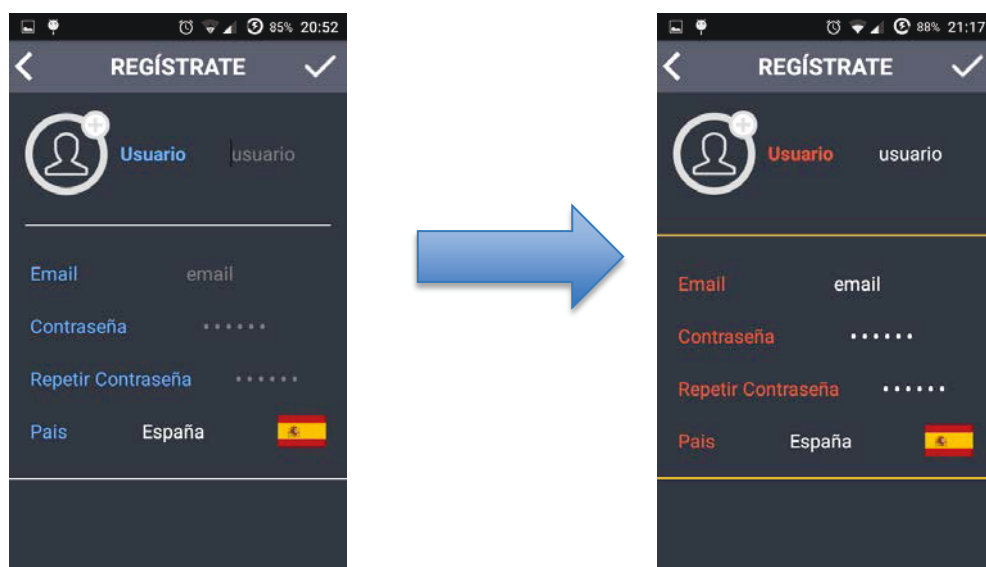 85% 20:52
REGÍSTRATE
Usuario usuario
Email email
Contraseña ······
Repetir Contraseña ······
Pais España
88% 21:17
REGÍSTRATE
Usuario usuario
Email email
Contraseña ······
Repetir Contraseña ······
Pais España